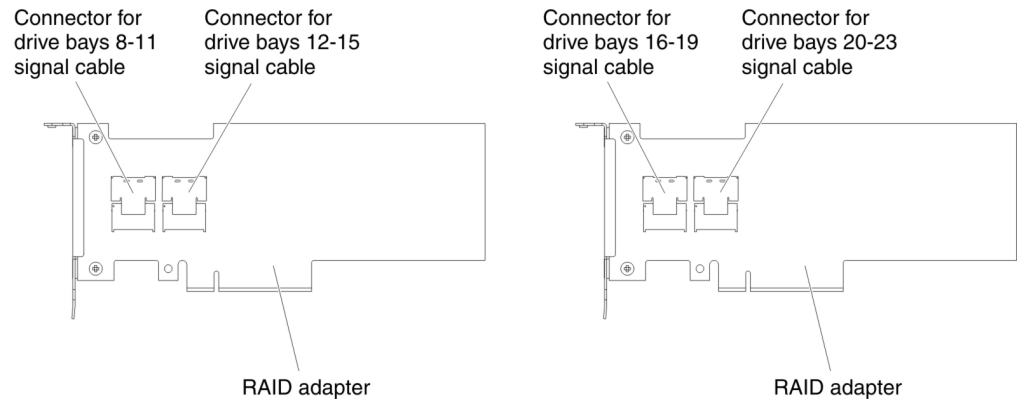 Connector for
drive bays 8-11
signal cable
Connector for
drive bays 12-15
signal cable
Connector for
drive bays 16-19
signal cable
Connector for
drive bays 20-23
signal cable
RAID adapter
RAID adapter